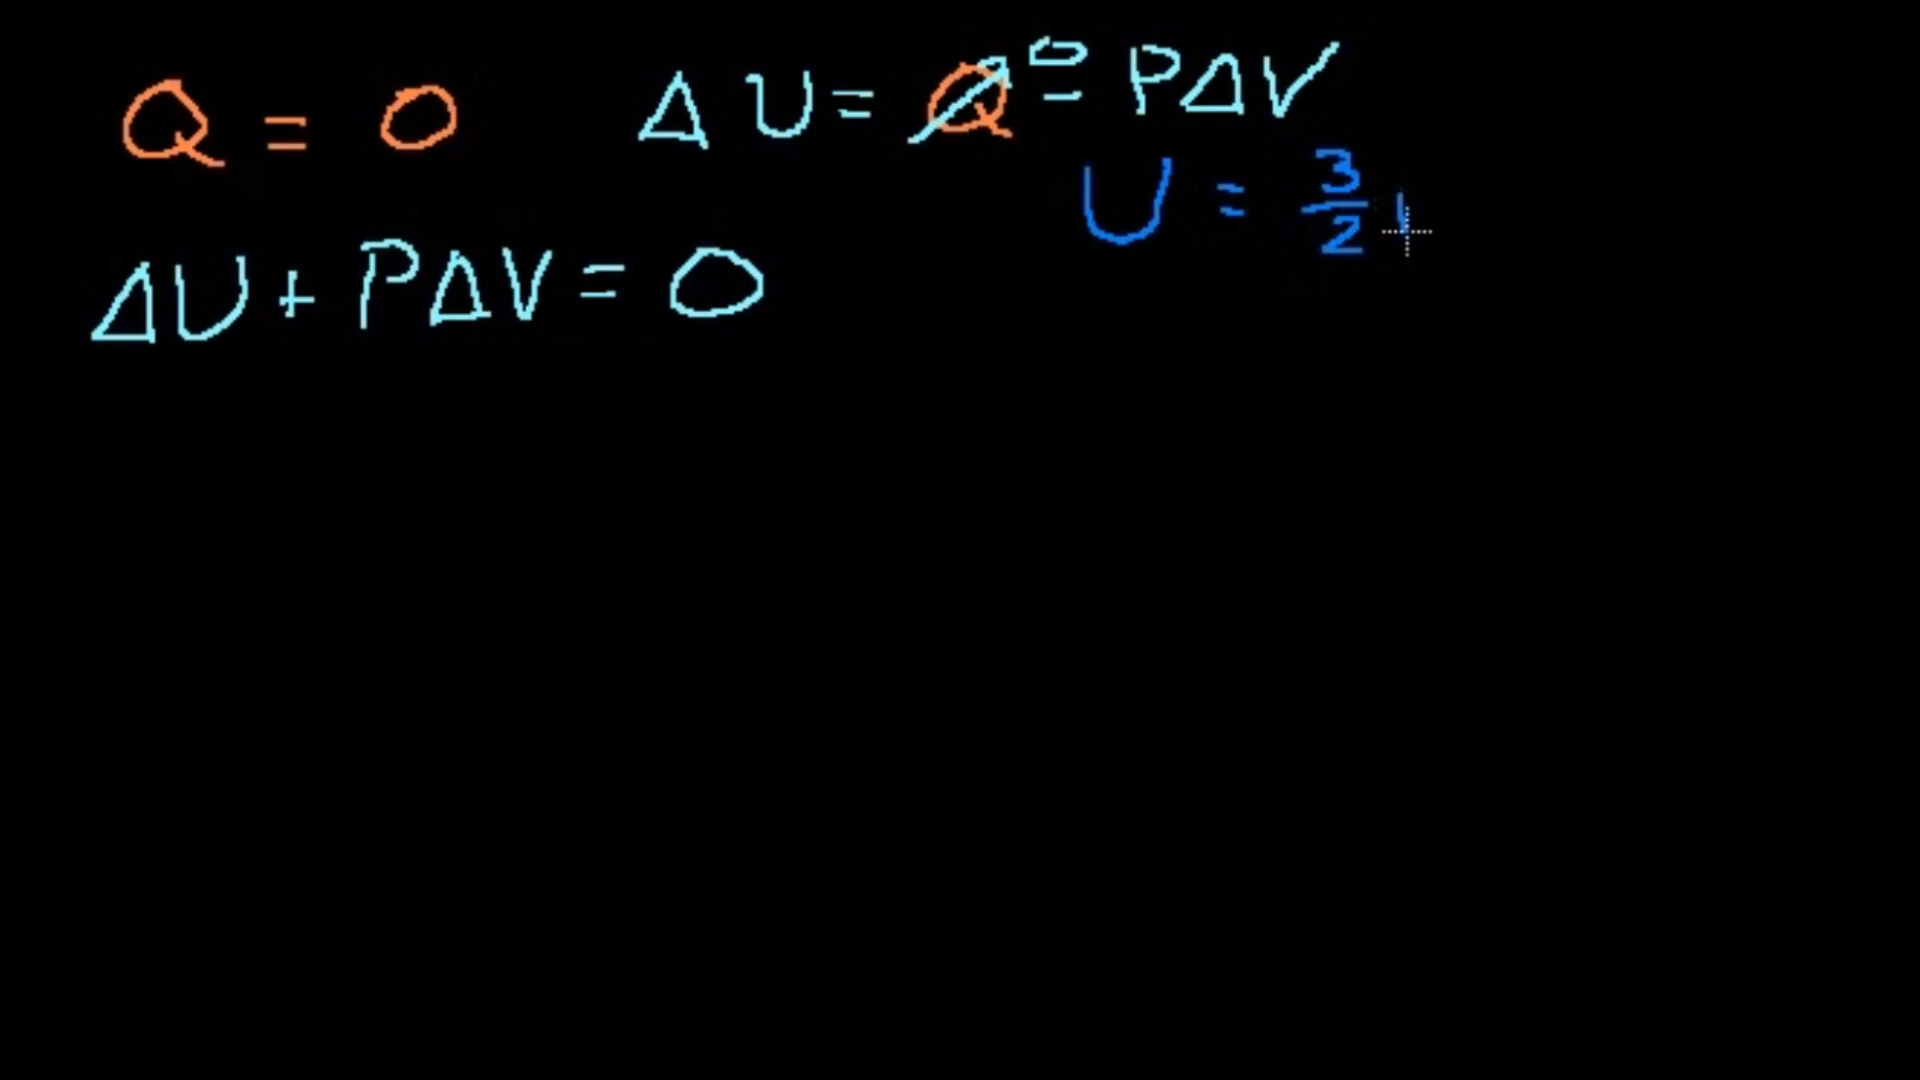 Q = 0 ΔU = Q⁰ - PΔV
U = 3/2
ΔU + PΔV = 0